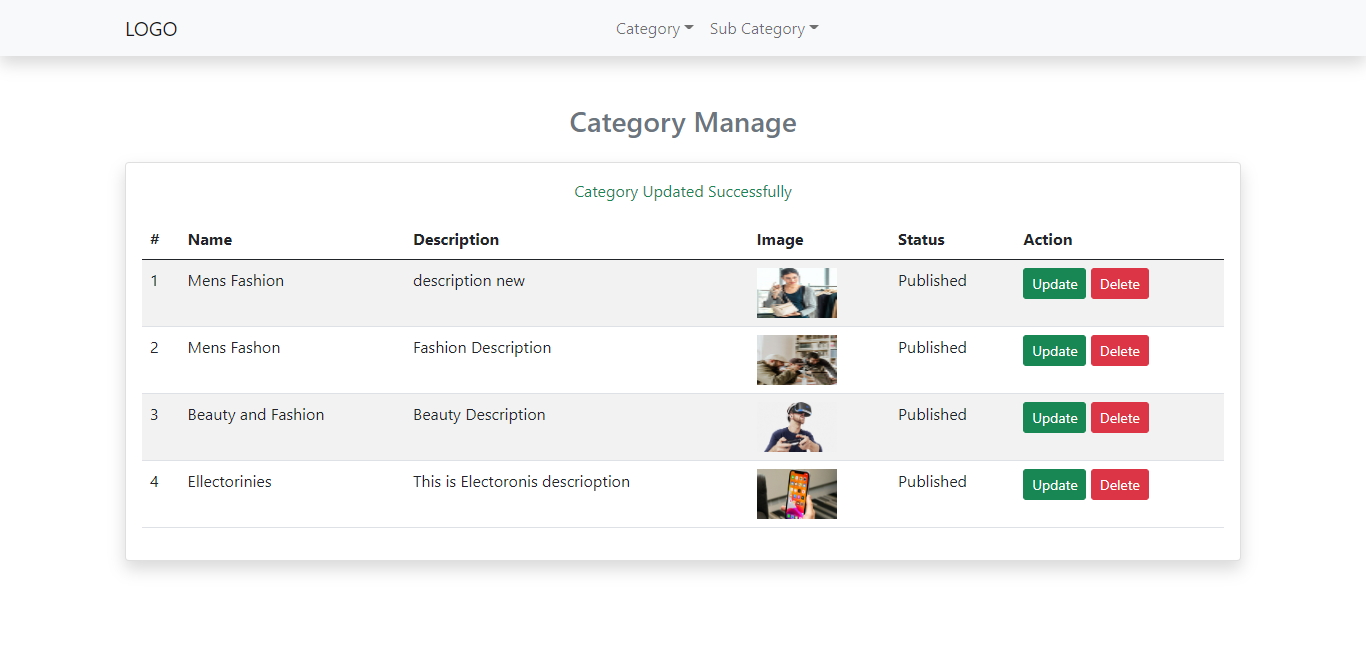 LOGO Category Sub Category
Category Manage
Category Updated Successfully
# Name Description Image Status Action
1 Mens Fashion description new Published Update Delete
2 Mens Fashon Fashion Description Published Update Delete
3 Beauty and Fashion Beauty Description Published Update Delete
4 Ellectorinies This is Electoronis descrioption Published Update Delete